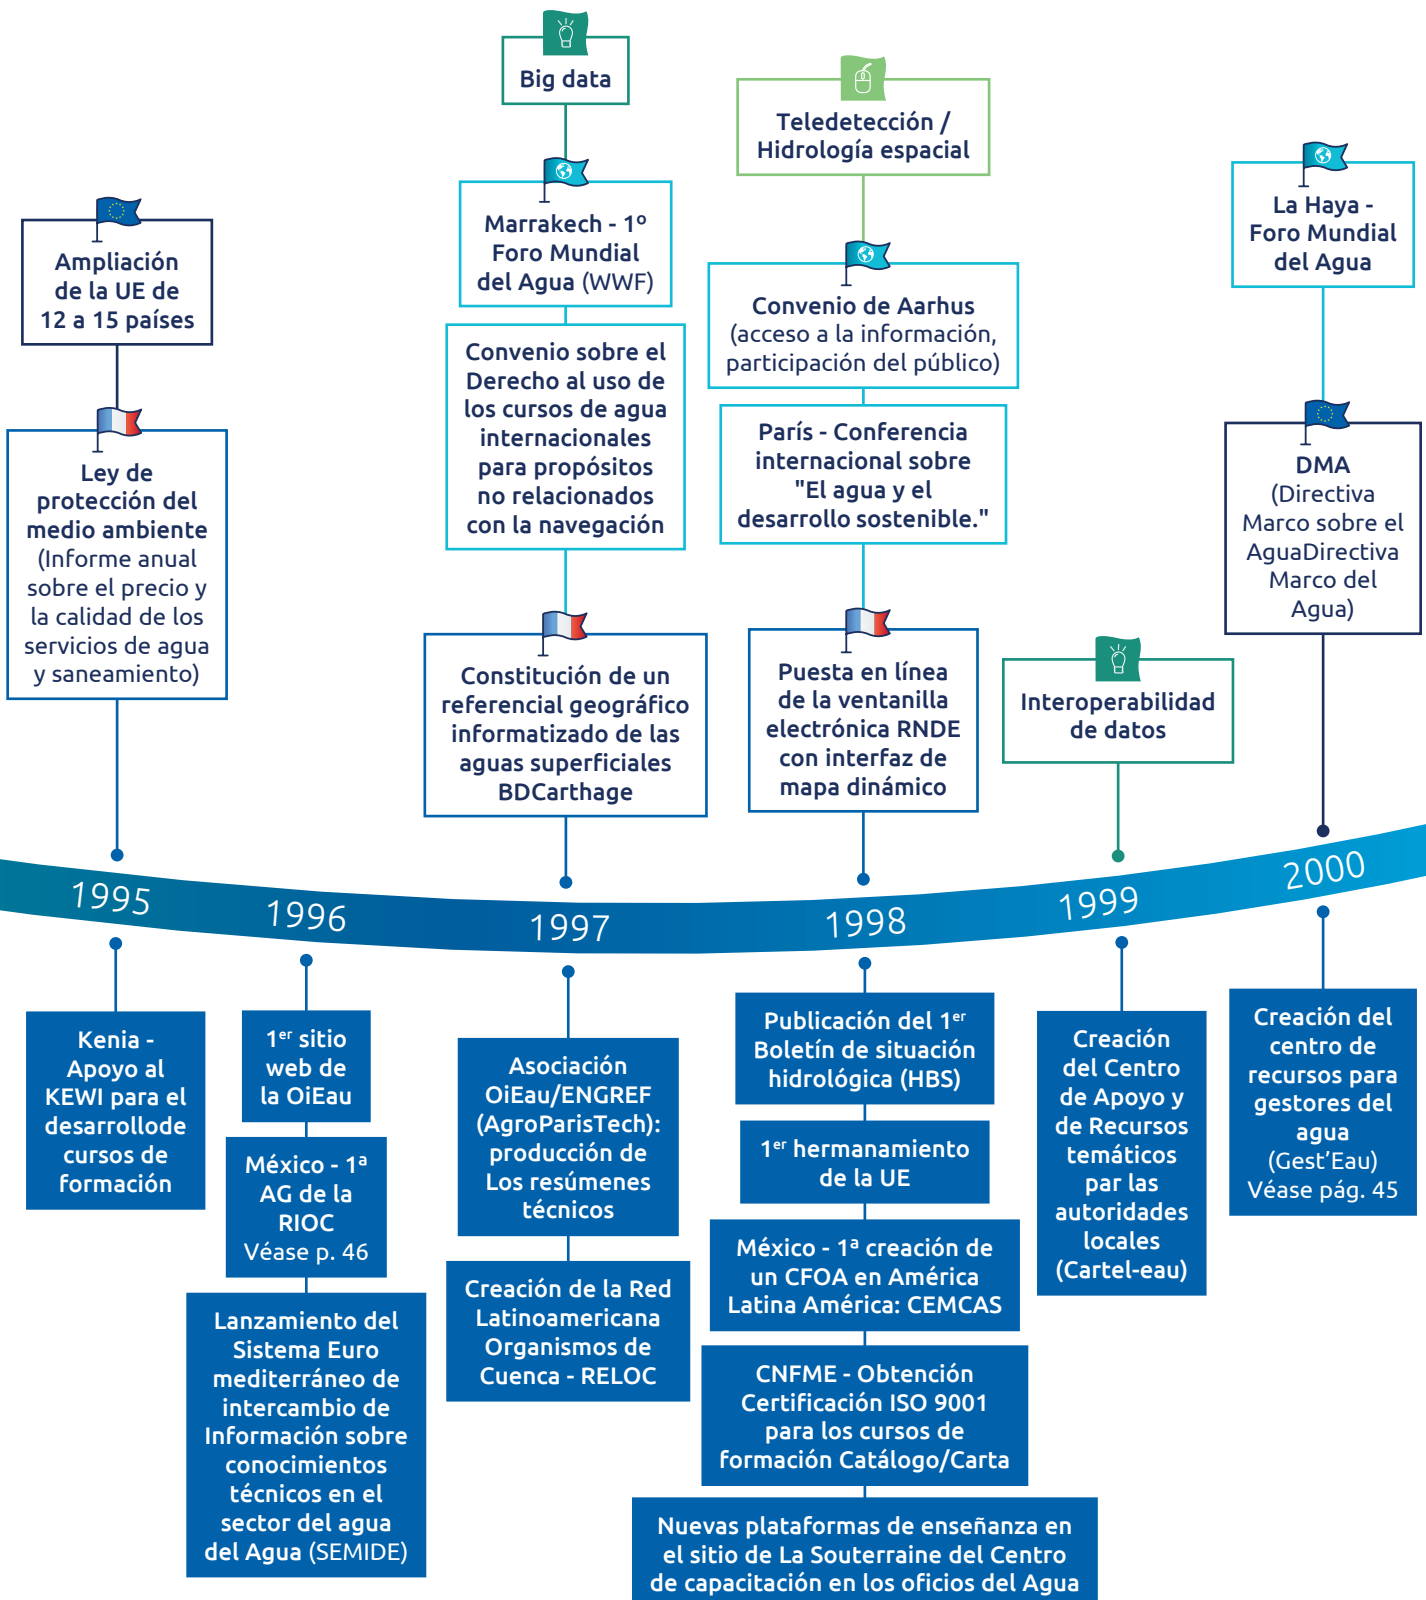 Big data
Teledetección /
Hidrología espacial
Ampliación
de la UE de
12 a 15 países
Marrakech - 1º
Foro Mundial
del Agua (WWF)
Convenio de Aarhus
(acceso a la información,
participación del público)
La Haya -
Foro Mundial
del Agua
Ley de
protección del
medio ambiente
(Informe anual
sobre el precio y
la calidad de los
servicios de agua
y saneamiento)
Convenio sobre el
Derecho al uso de
los cursos de agua
internacionales
para propósitos
no relacionados
con la navegación
París - Conferencia
internacional sobre
"El agua y el
desarrollo sostenible."
DMA
(Directiva
Marco sobre el
AguaDirectiva
Marco del
Agua)
Constitución de un
referencial geográfico
informatizado de las
aguas superficiales
BDCarthage
Puesta en línea
de la ventanilla
electrónica RNDE
con interfaz de
mapa dinámico
Interoperabilidad
de datos
1995
1996
1997
1998
1999
2000
Kenia -
Apoyo al
KEWI para el
desarrollode
cursos de
formación
1er sitio
web de
la OiEau
México - 1ª
AG de la
RIOC
Véase p. 46
Lanzamiento del
Sistema Euro
mediterráneo de
intercambio de
Información sobre
conocimientos
técnicos en el
sector del agua
del Agua (SEMIDE)
Asociación
OiEau/ENGREF
(AgroParisTech):
producción de
Los resúmenes
técnicos
Creación de la Red
Latinoamericana
Organismos de
Cuenca - RELOC
Publicación del 1er
Boletín de situación
hidrológica (HBS)
1er hermanamiento
de la UE
México - 1ª creación de
un CFOA en América
Latina América: CEMCAS
CNFME - Obtención
Certificación ISO 9001
para los cursos de
formación Catálogo/Carta
Nuevas plataformas de enseñanza en
el sitio de La Souterraine del Centro
de capacitación en los oficios del Agua
Creación
del Centro
de Apoyo y
de Recursos
temáticos
par las
autoridades
locales
(Cartel-eau)
Creación del
centro de
recursos para
gestores del
agua
(Gest'Eau)
Véase pág. 45